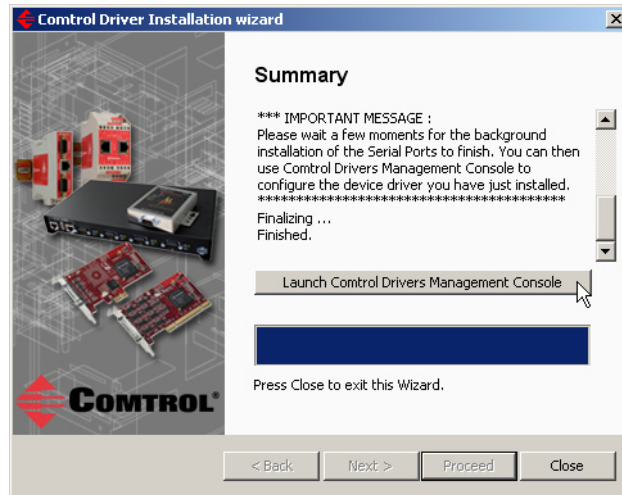 Comtrol Driver Installation wizard
Summary
*** IMPORTANT MESSAGE :
Please wait a few moments for the background
installation of the Serial Ports to finish. You can then
use Comtrol Drivers Management Console to
configure the device driver you have just installed.
*****************************************************
Finalizing ...
Finished.
Launch Comtrol Drivers Management Console
Press Close to exit this Wizard.
COMTROL®
< Back
Next >
Proceed
Close